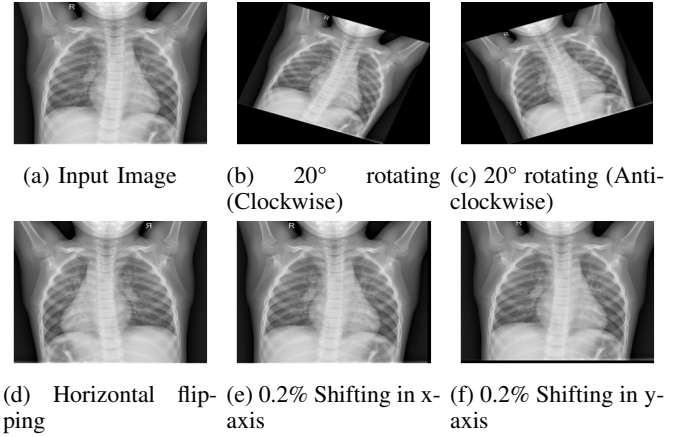 R
R
R
(a) Input Image
(b) 20° rotating
(Clockwise)
(c) 20° rotating (Anti-
clockwise)
R
R
R
(d) Horizontal flip-
ping
(e) 0.2% Shifting in x-
axis
(f) 0.2% Shifting in y-
axis